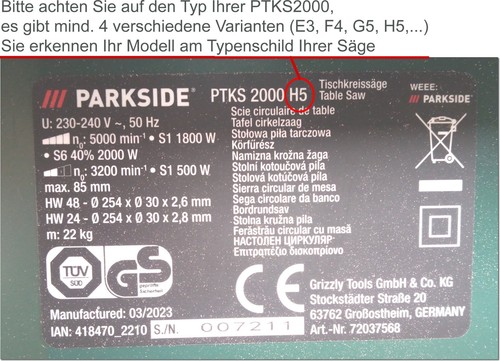 Bitte achten Sie auf den Typ Ihrer PTKS2000,
es gibt mind. 4 verschiedene Varianten (E3, F4, G5, H5,...)
Sie erkennen Ihr Modell am Typenschild Ihrer Säge
/// PARKSIDE® PTKS 2000 H5 Tischkreissäge
Table Saw
WEEE:
/// PARKSIDE
U: 230-240 V ~, 50 Hz
n₀: 5000 min⁻¹ • S1 1800 W
• S6 40% 2000 W
n₀: 3200 min⁻¹ • S1 500 W
max. 85 mm
HW 48 - Ø 254 x Ø 30 x 2,6 mm
HW 24 - Ø 254 x Ø 30 x 2,8 mm
m: 22 kg
Scie circulaire de table
Tafel cirkelzaag
Stołowa piła tarczowa
Körfűrész
Namizna krožna žaga
Stolní kotoučová pila
Stolová kotúčová píla
Sierra circular de mesa
Sega circolare da banco
Bordrundsav
Stolna kružna pila
Ferăstrău circular cu masă
НАСТОЛЕН ЦИРКУЛЯР
Επιτραπέζιο δισκοπρίονο
TÜV
SÜD
GS
CE
Manufactured: 03/2023
IAN: 418470_2210 S./N. 007211
Grizzly Tools GmbH & Co. KG
Stockstädter Straße 20
63762 Großostheim, GERMANY
Art.-Nr. 72037568